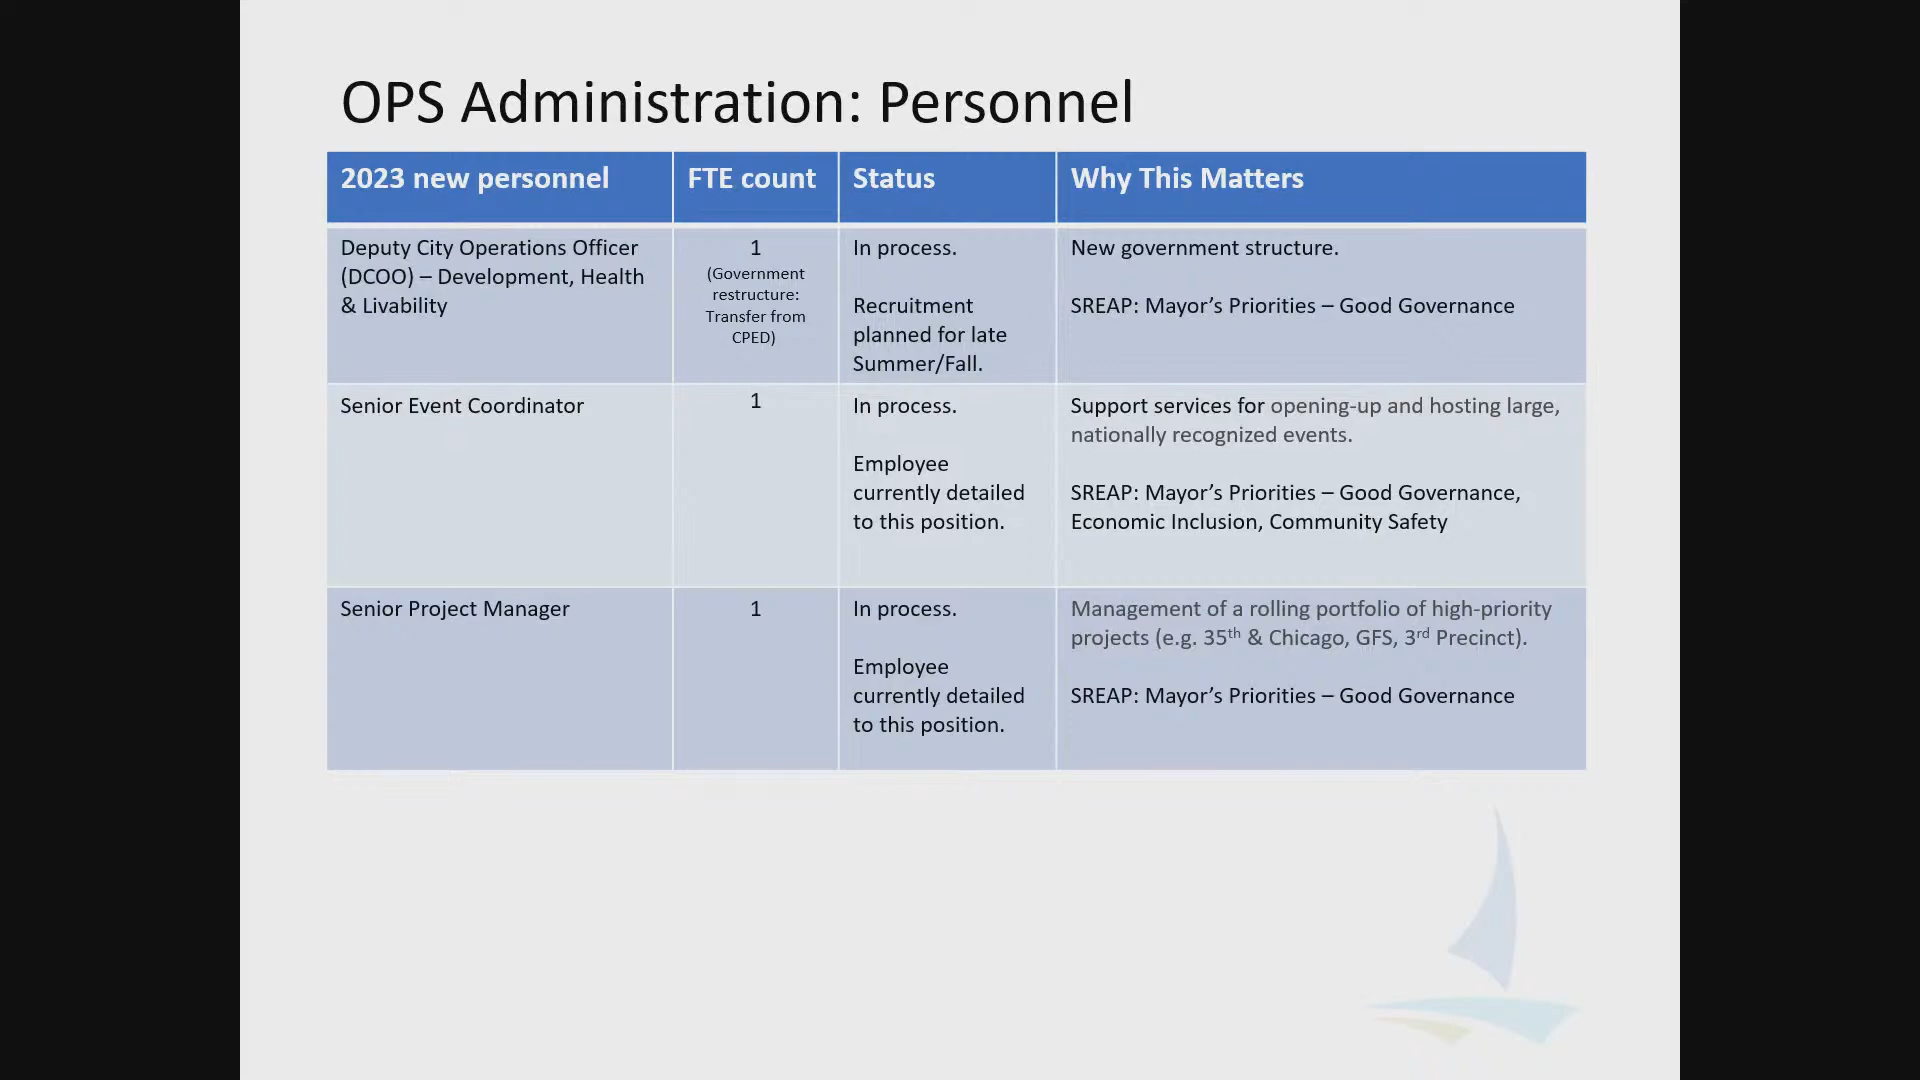 OPS Administration: Personnel
2023 new personnel
FTE count
Status
Why This Matters
Deputy City Operations Officer
(DCOO) – Development, Health
& Livability
1
(Government
restructure:
Transfer from
CPED)
In process.
Recruitment
planned for late
Summer/Fall.
New government structure.
SREAP: Mayor’s Priorities – Good Governance
Senior Event Coordinator
1
In process.
Employee
currently detailed
to this position.
Support services for opening-up and hosting large,
nationally recognized events.
SREAP: Mayor’s Priorities – Good Governance,
Economic Inclusion, Community Safety
Senior Project Manager
1
In process.
Employee
currently detailed
to this position.
Management of a rolling portfolio of high-priority
projects (e.g. 35th & Chicago, GFS, 3rd Precinct).
SREAP: Mayor’s Priorities – Good Governance